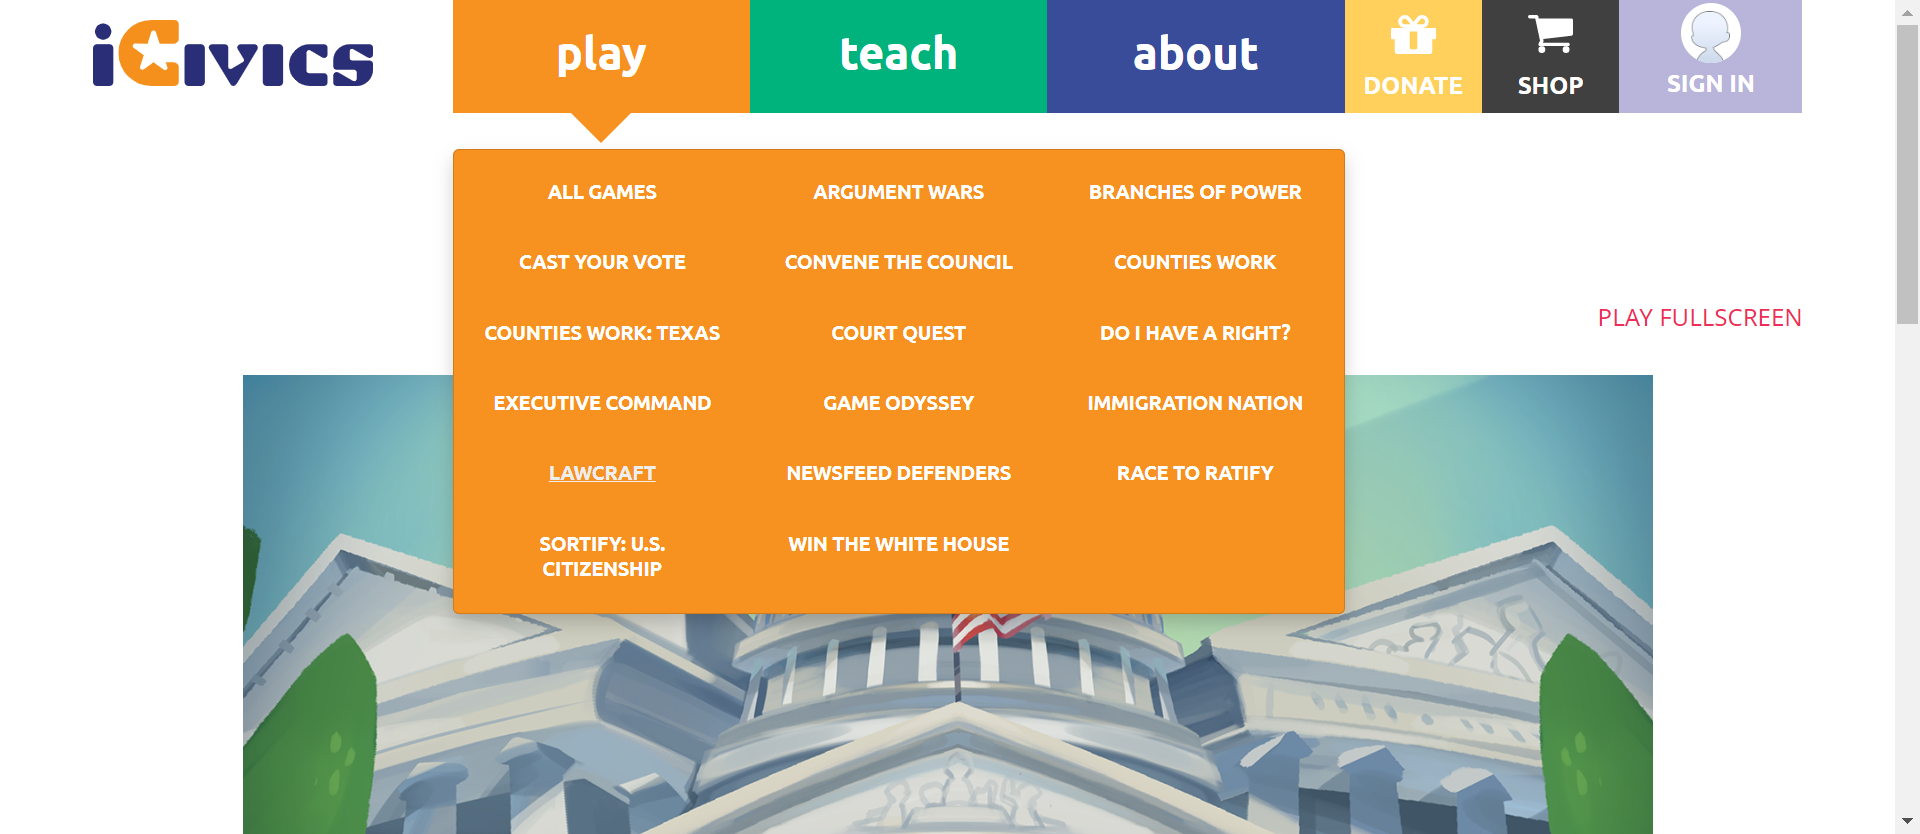 iCivics
play
teach
about
DONATE
SHOP
SIGN IN
ALL GAMES
ARGUMENT WARS
BRANCHES OF POWER
CAST YOUR VOTE
CONVENE THE COUNCIL
COUNTIES WORK
COUNTIES WORK: TEXAS
COURT QUEST
DO I HAVE A RIGHT?
EXECUTIVE COMMAND
GAME ODYSSEY
IMMIGRATION NATION
LAWCRAFT
NEWSFEED DEFENDERS
RACE TO RATIFY
SORTIFY: U.S.
CITIZENSHIP
WIN THE WHITE HOUSE
PLAY FULLSCREEN